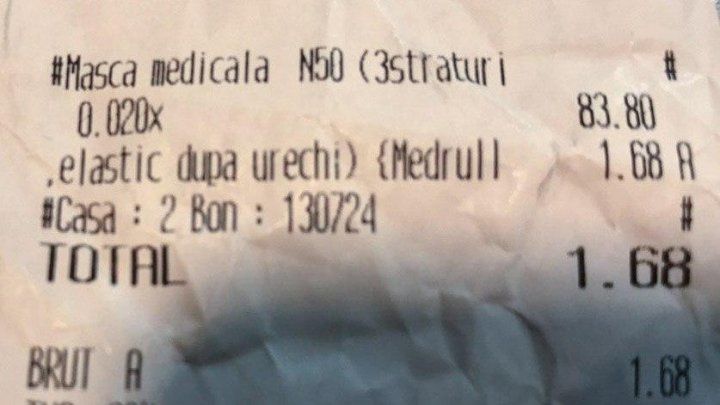 #Masca medicala N50 (3straturi #
0.020x 83.80
,elastic dupa urechi) {Medrull 1.68 A
#Casa : 2 Bon : 130724 #
TOTAL 1.68
BRUT A 1.68